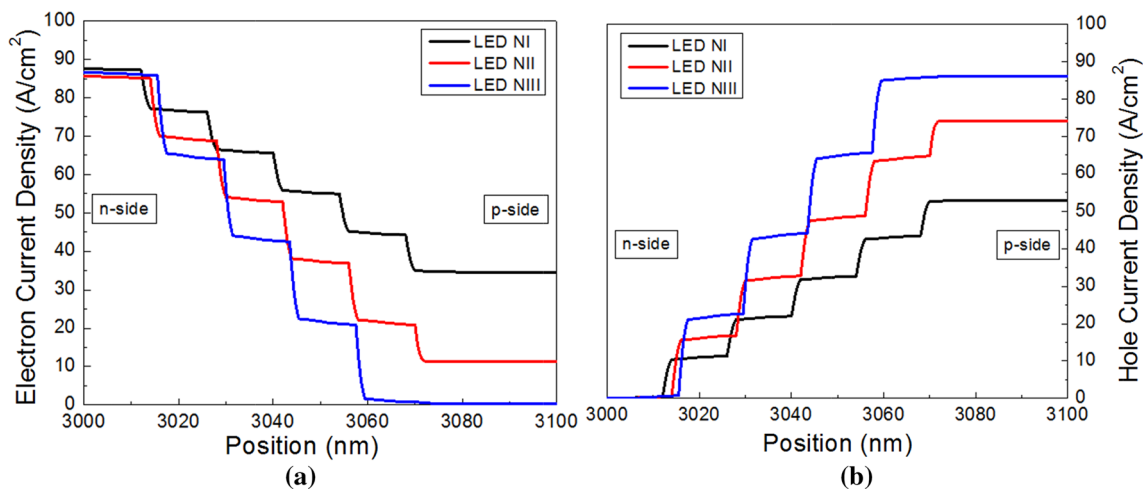 100
90
80
70
60
50
40
30
20
10
0
Electron Current Density (A/cm²)
LED NI
LED NII
LED NIII
n-side
p-side
3000 3020 3040 3060 3080 3100
Position (nm)
(a)
LED NI
LED NII
LED NIII
n-side
p-side
100
90
80
70
60
50
40
30
20
10
0
Hole Current Density (A/cm²)
3000 3020 3040 3060 3080 3100
Position (nm)
(b)